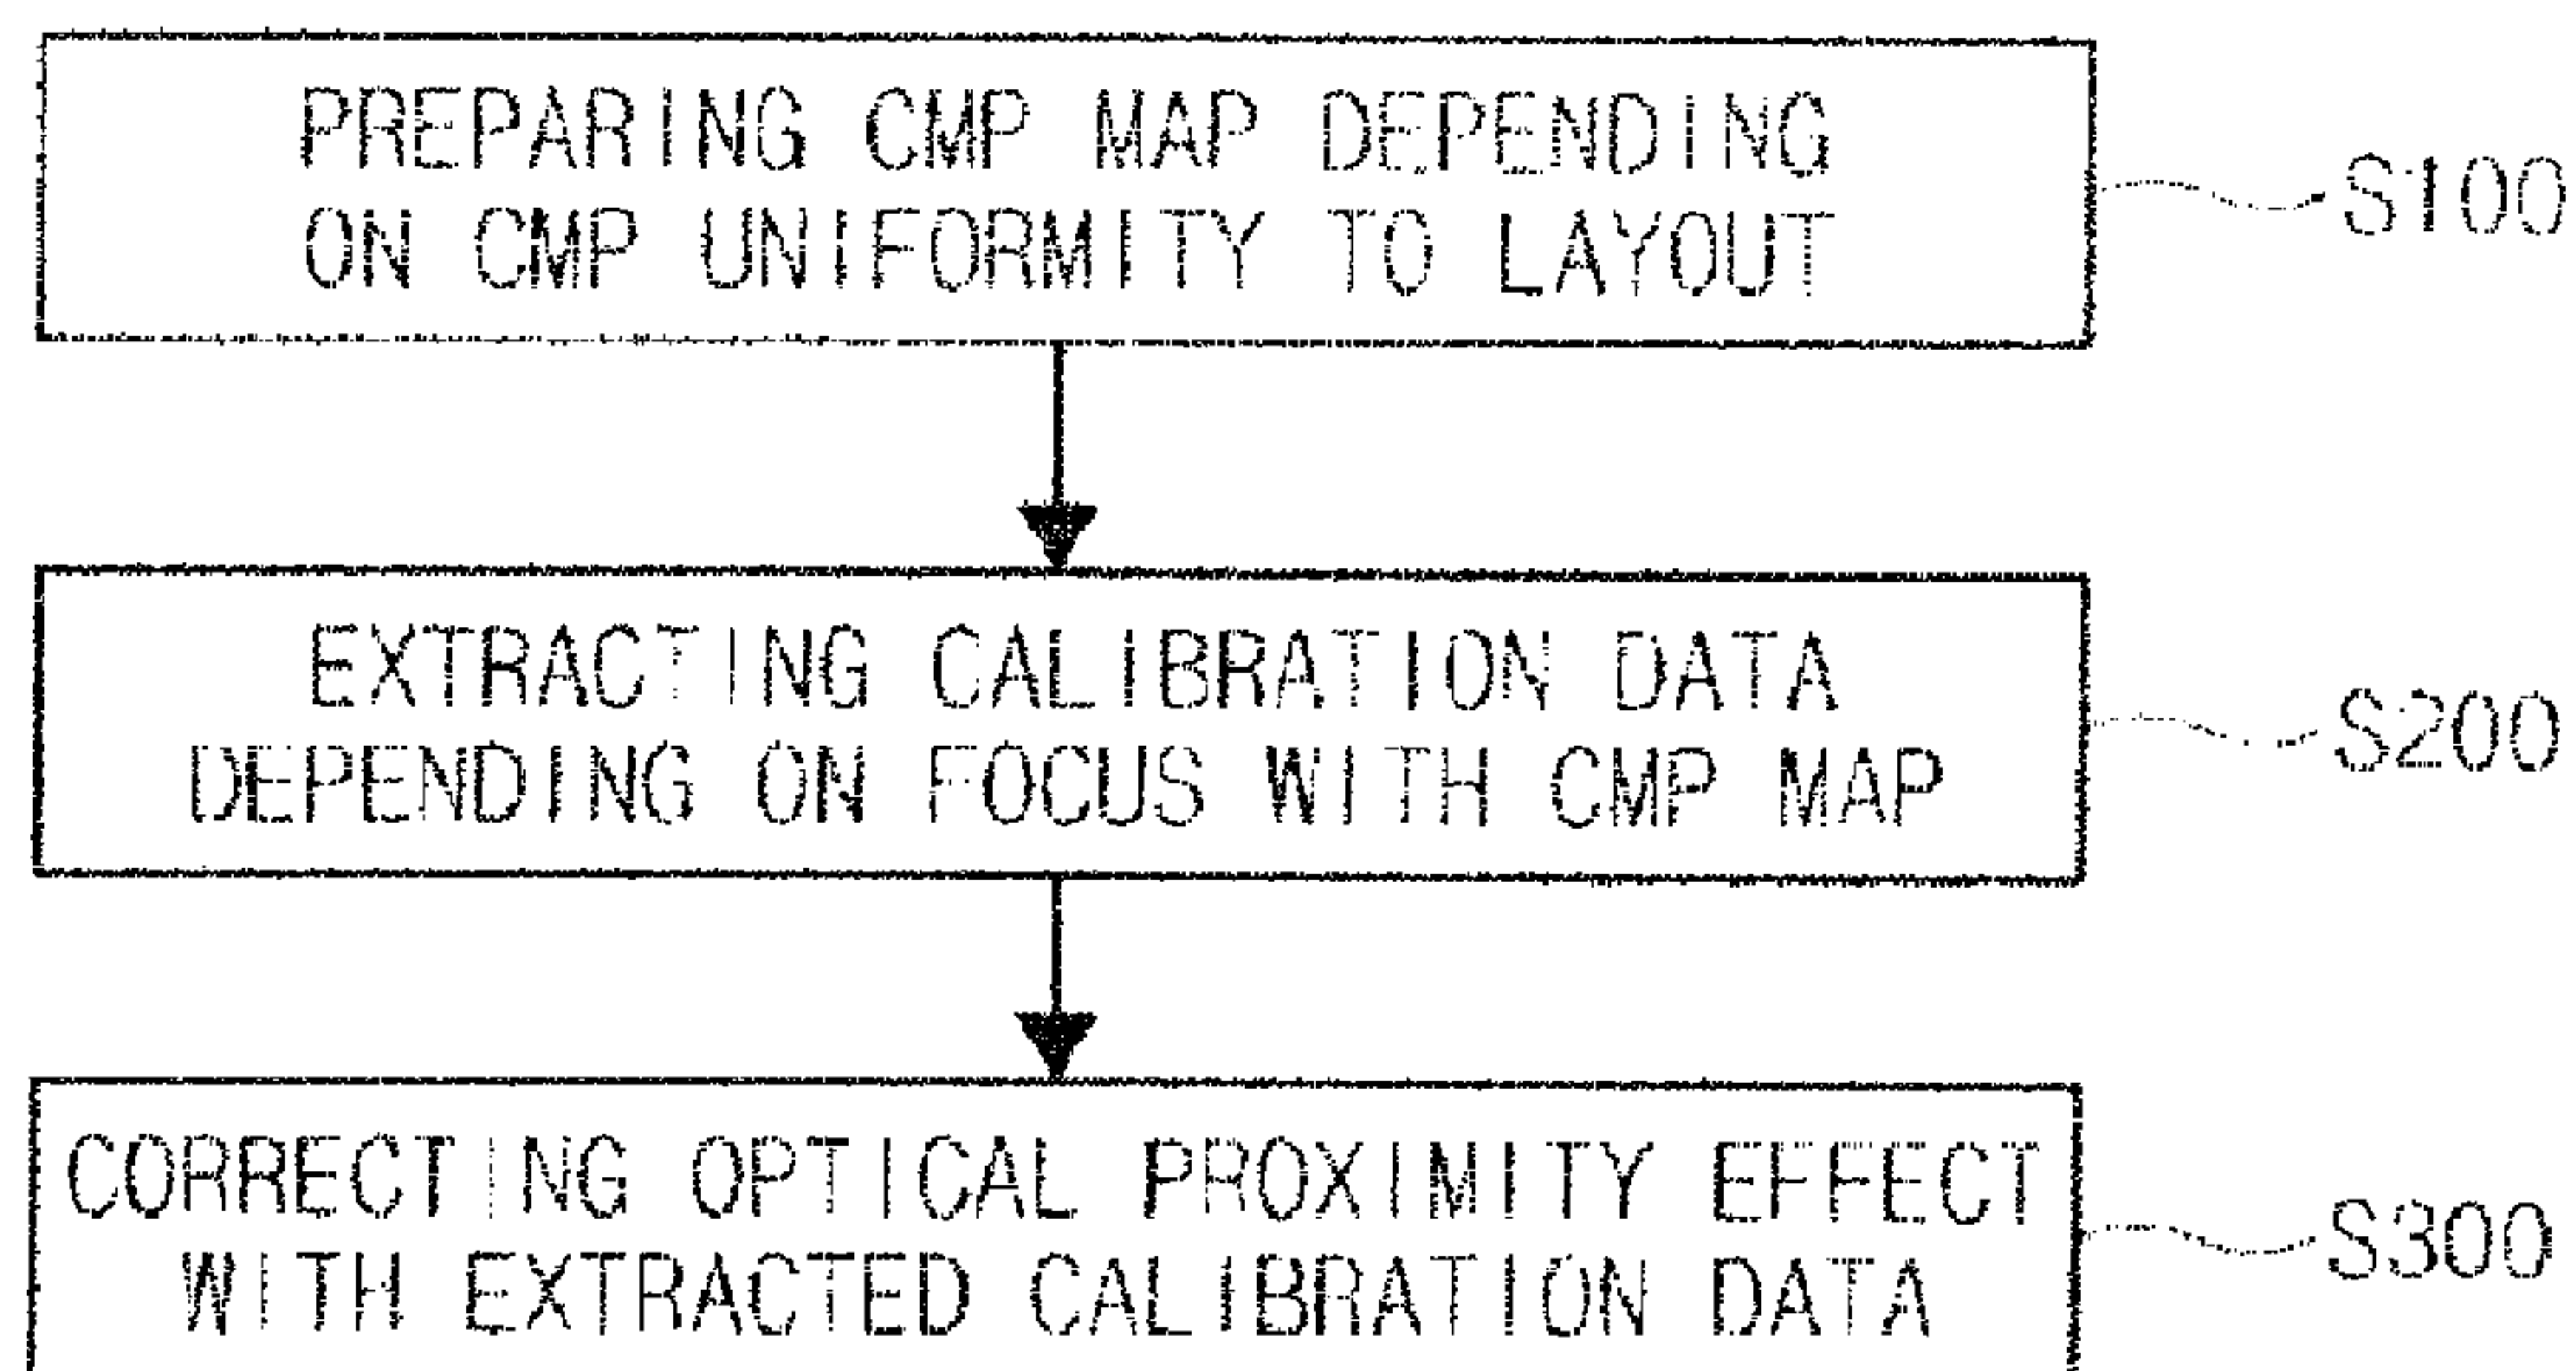 PREPARING CMP MAP DEPENDING
ON CMP UNIFORMITY TO LAYOUT
S100
EXTRACTING CALIBRATION DATA
DEPENDING ON FOCUS WITH CMP MAP
S200
CORRECTING OPTICAL PROXIMITY EFFECT
WITH EXTRACTED CALIBRATION DATA
S300